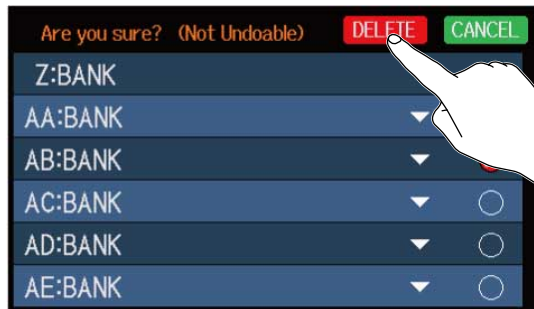 Are you sure? (Not Undoable) DELETE CANCEL
Z:BANK
AA:BANK
AB:BANK
AC:BANK
AD:BANK
AE:BANK